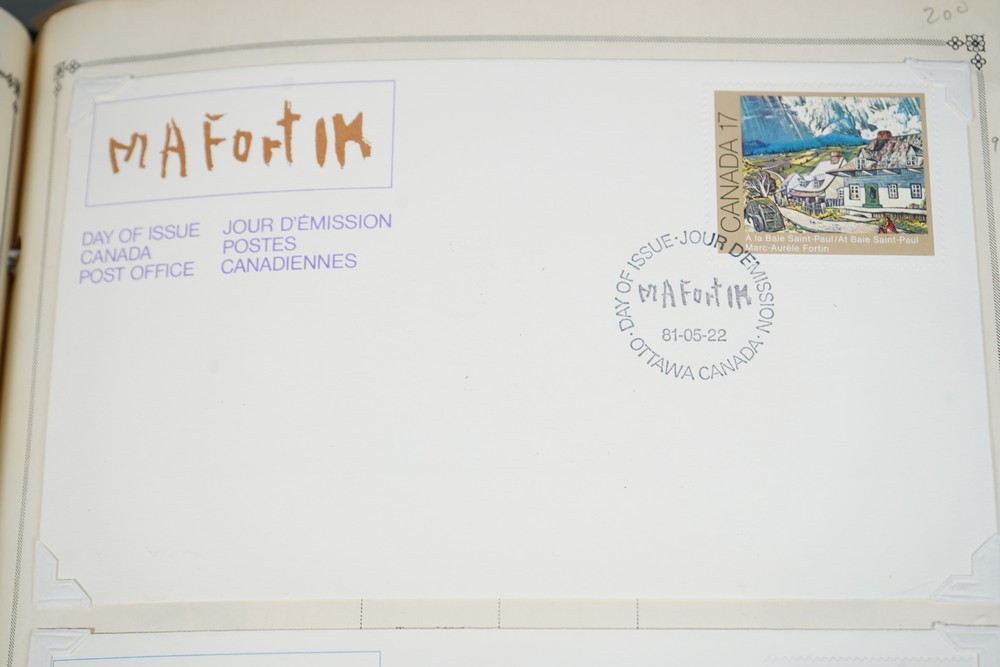 200
MAFortIN
DAY OF ISSUE
CANADA
POST OFFICE
JOUR D'ÉMISSION
POSTES
CANADIENNES
CANADA 17
A la Baie Saint-Paul/At Baie Saint-Paul
Marc-Aurèle Fortin
DAY OF ISSUE·JOUR D'ÉMISSION·
MAFortIN
81-05-22
OTTAWA CANADA·
9